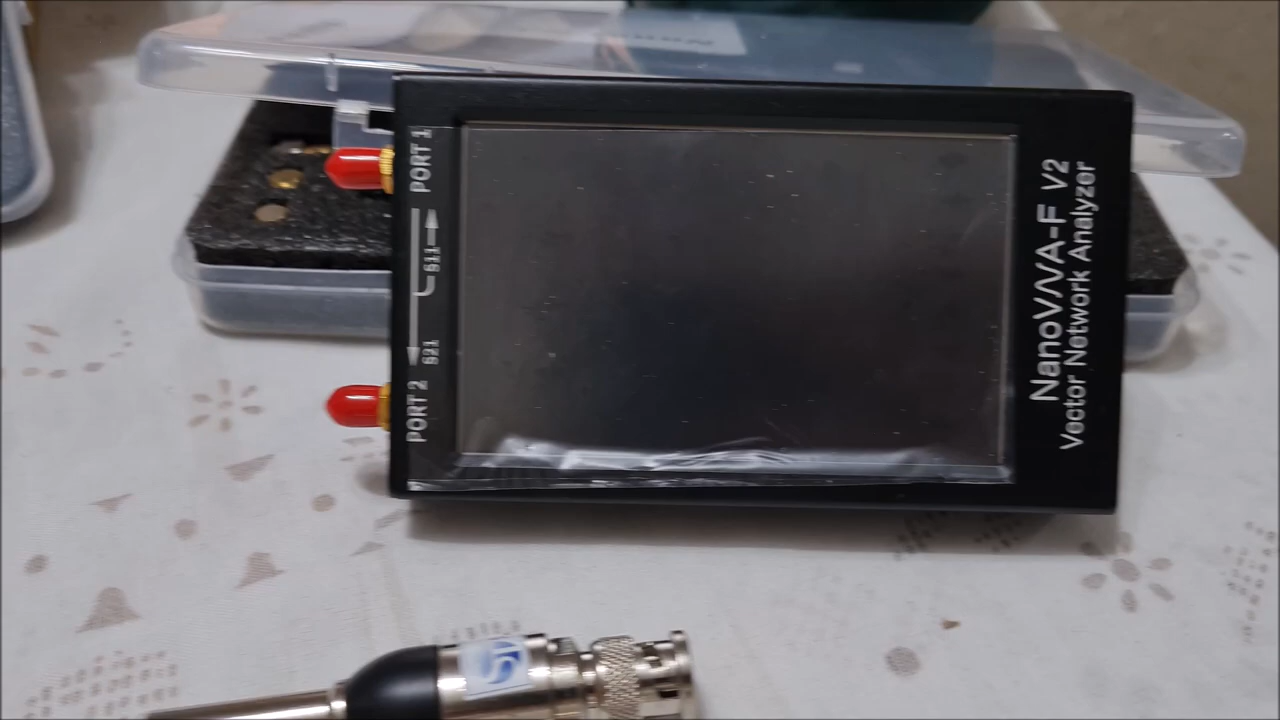 PORT 1
S11
S21
PORT 2
NanoVNA-F V2
Vector Network Analyzer